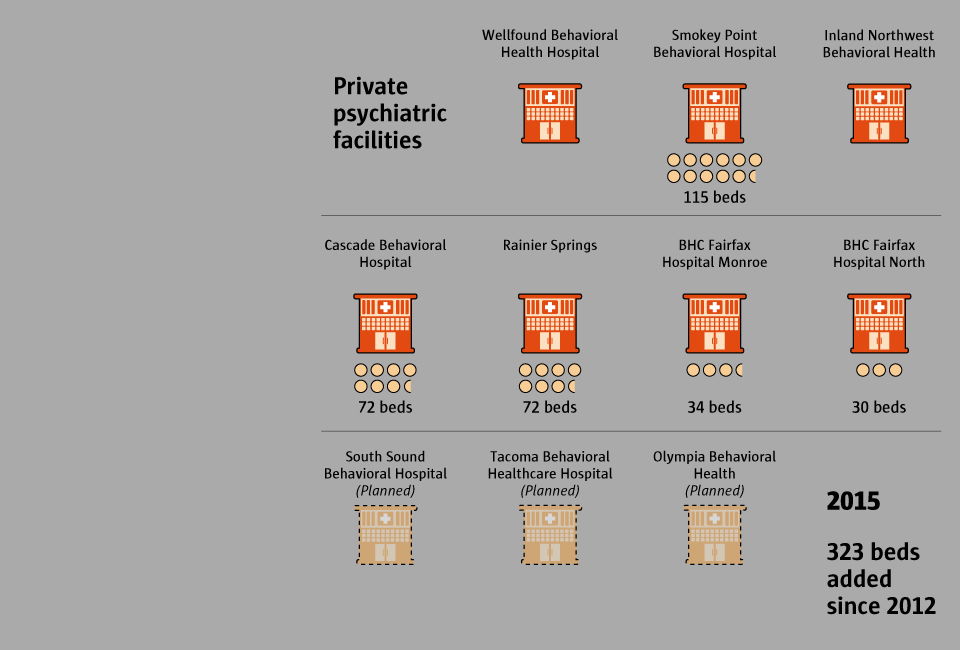 Private
psychiatric
facilities
Wellfound Behavioral
Health Hospital
Smokey Point
Behavioral Hospital
115 beds
Inland Northwest
Behavioral Health
Cascade Behavioral
Hospital
72 beds
Rainier Springs
72 beds
BHC Fairfax
Hospital Monroe
34 beds
BHC Fairfax
Hospital North
30 beds
South Sound
Behavioral Hospital
(Planned)
Tacoma Behavioral
Healthcare Hospital
(Planned)
Olympia Behavioral
Health
(Planned)
2015
323 beds
added
since 2012